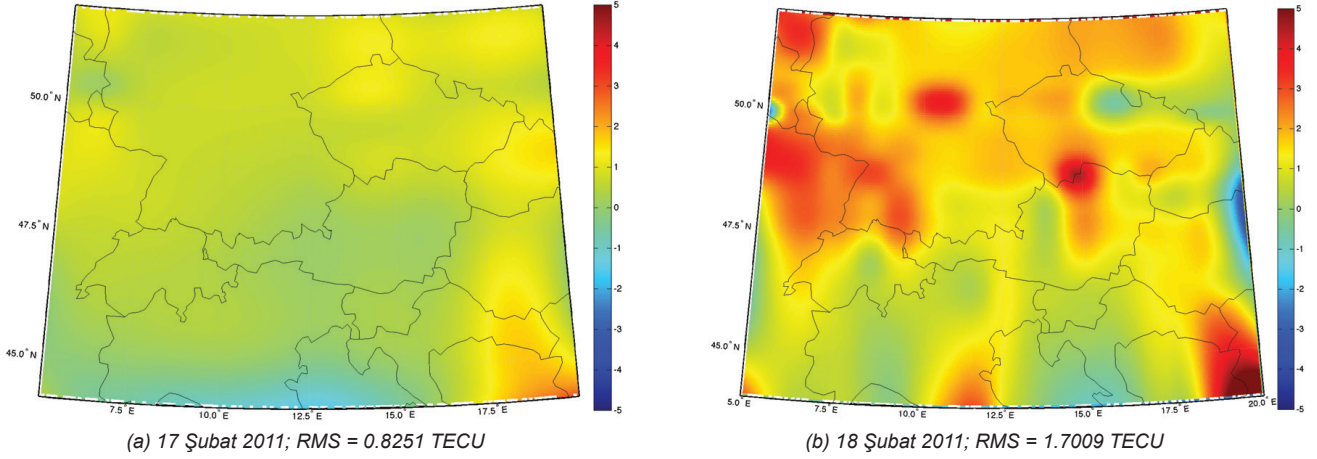 5
4
3
2
1
0
-1
-2
-3
-4
-5
50.0° N
47.5° N
45.0° N
7.5° E
10.0° E
12.5° E
15.0° E
17.5° E
(a) 17 Şubat 2011; RMS = 0.8251 TECU
5
4
3
2
1
0
-1
-2
-3
-4
-5
50.0° N
47.5° N
45.0° N
5.0° E
7.5° E
10.0° E
12.5° E
15.0° E
17.5° E
20.0° E
(b) 18 Şubat 2011; RMS = 1.7009 TECU